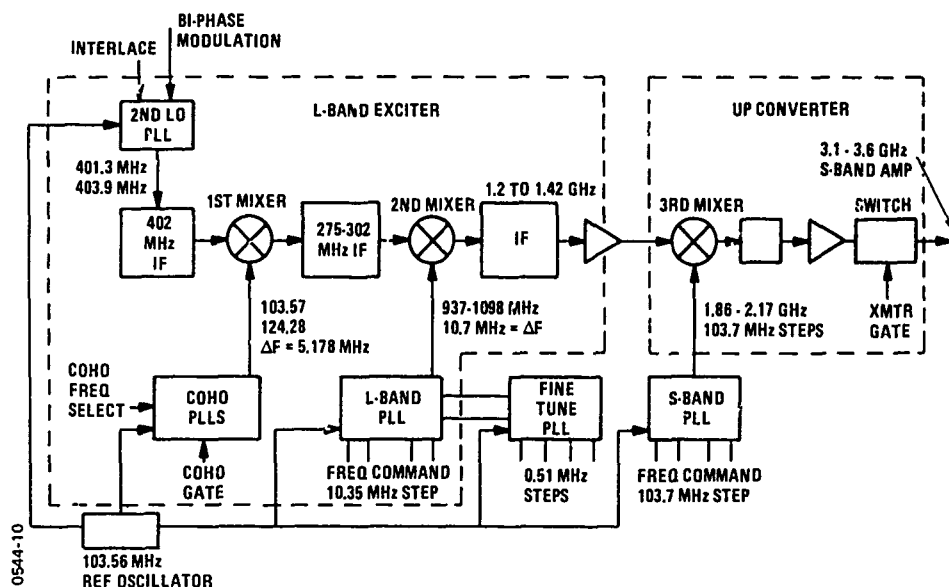 BI-PHASE
MODULATION
INTERLACE
2ND LO
PLL
L-BAND EXCITER
UP CONVERTER
401.3 MHz
403.9 MHz
1ST MIXER
2ND MIXER
1.2 TO 1.42 GHz
3RD MIXER
3.1 - 3.6 GHz
S-BAND AMP
SWITCH
402
MHz
IF
275-302
MHz IF
IF
103.57
124.28
ΔF = 5.178 MHz
937-1098 MHz
10.7 MHz = ΔF
1.86 - 2.17 GHz
103.7 MHz STEPS
XMTR
GATE
COHO
FREQ
SELECT
COHO
PLLS
L-BAND
PLL
FINE
TUNE
PLL
S-BAND
PLL
COHO
GATE
FREQ COMMAND
10.35 MHz STEP
0.51 MHz
STEPS
FREQ COMMAND
103.7 MHz STEP
103.56 MHz
REF OSCILLATOR
0544-10